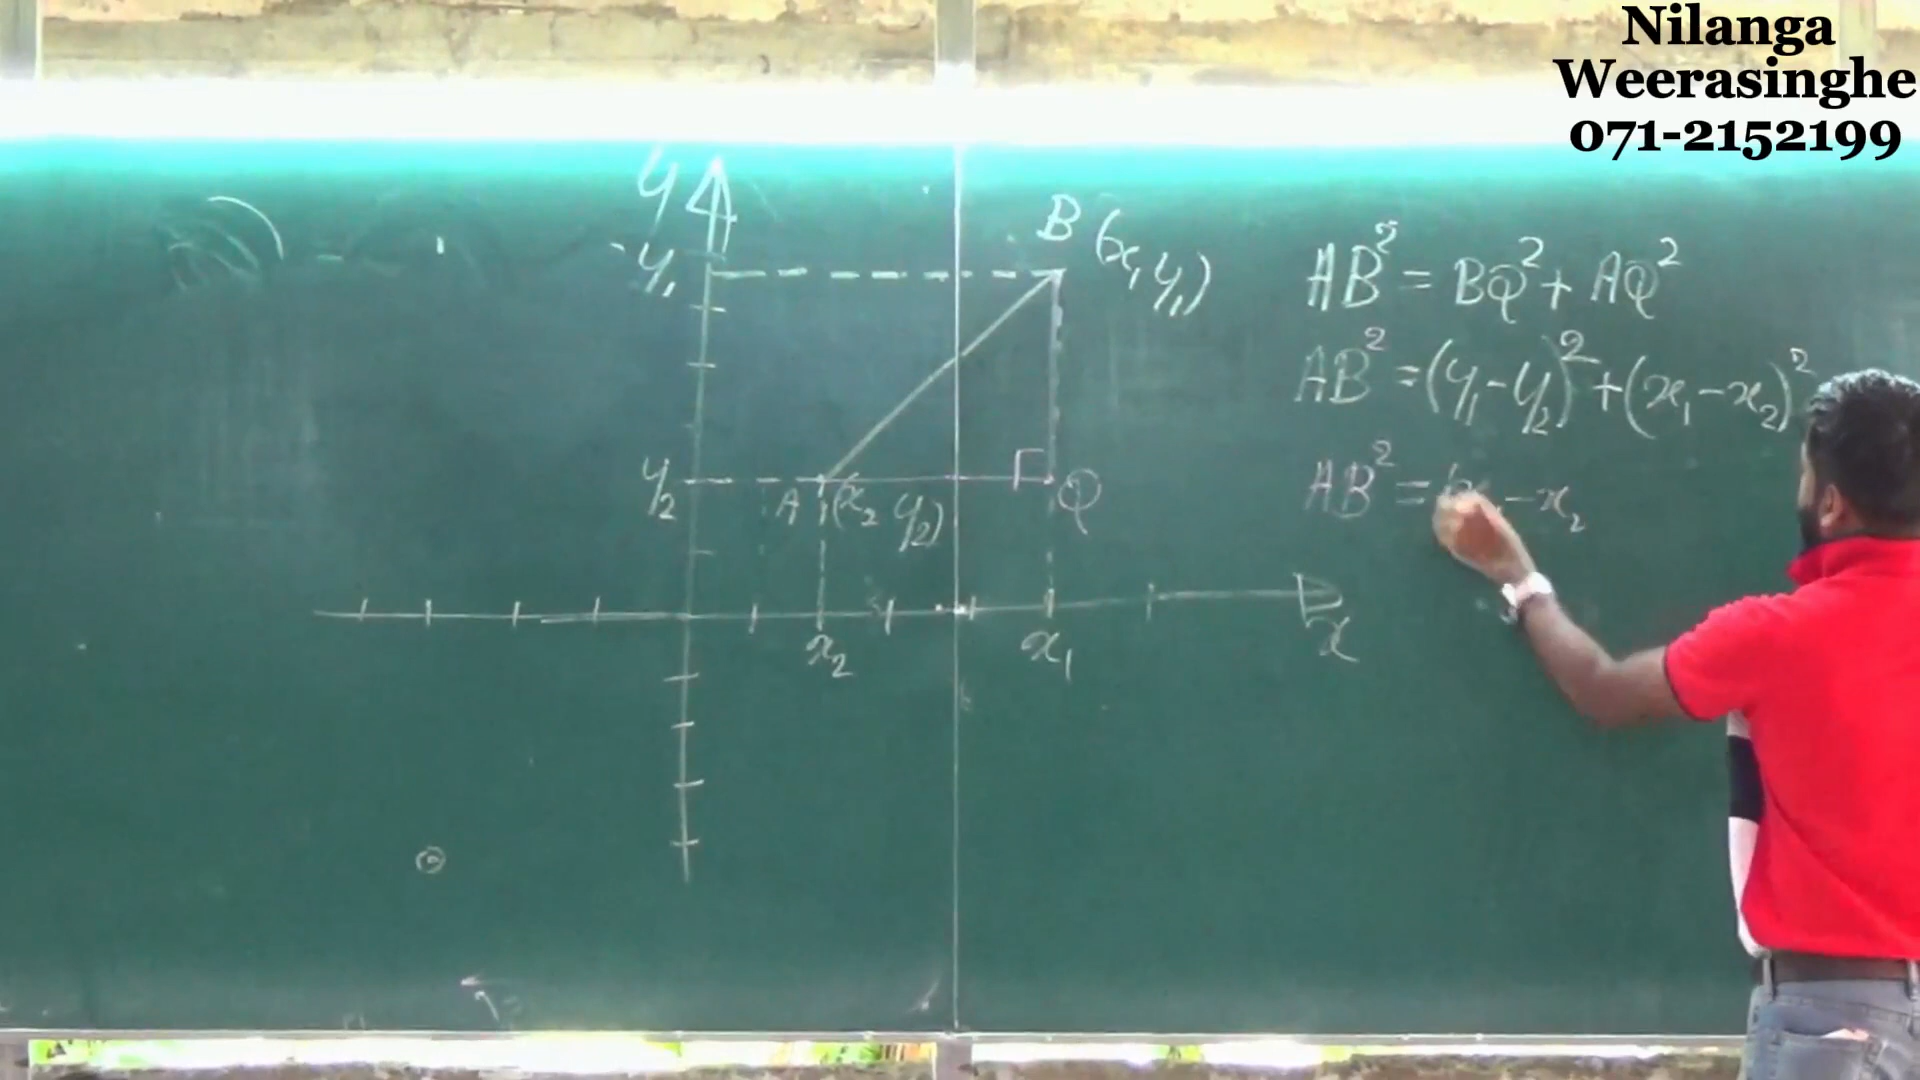 Nilanga
Weerasinghe
071-2152199
y
y₁
B (x₁ y₁)
y₂
A (x₂ y₂)
Q
x₂
x₁
x
AB² = BQ² + AQ²
AB² = (y₁ - y₂)² + (x₁ - x₂)²
AB² = - x₂